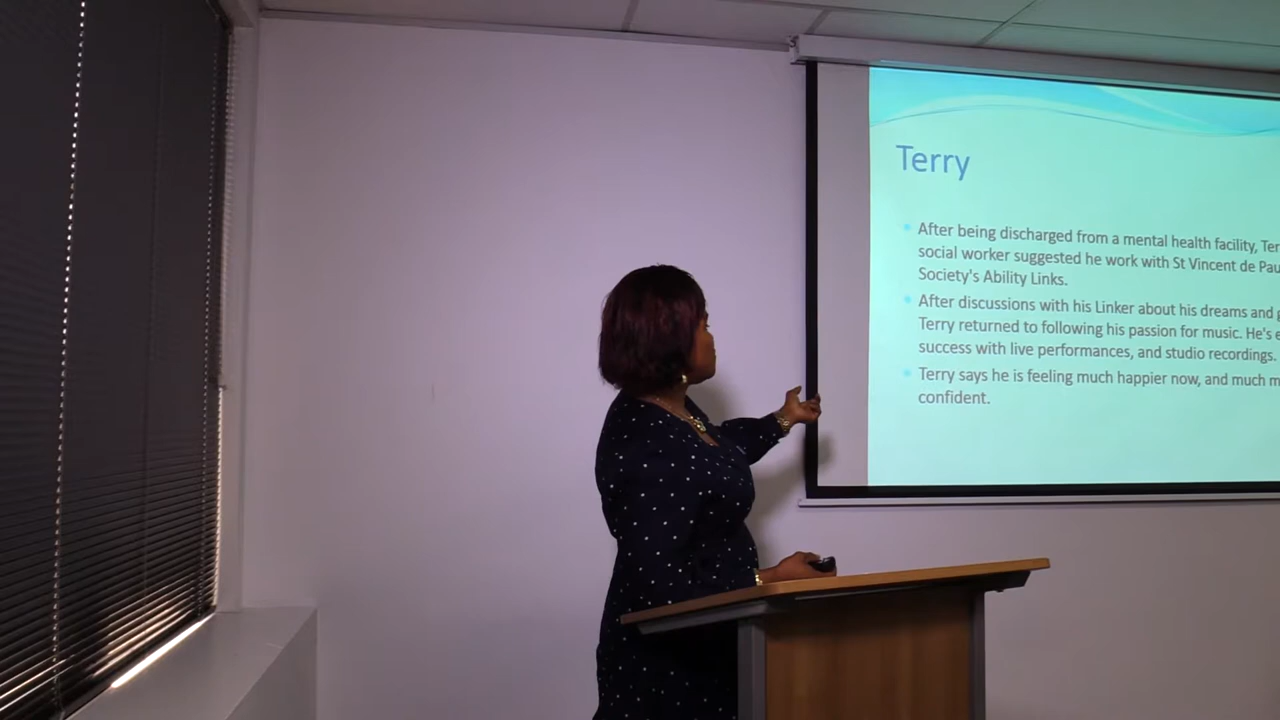 Terry
After being discharged from a mental health facility,
social worker suggested he work with St Vincent de
Society's Ability Links.
After discussions with his Linker about his dreams and
Terry returned to following his passion for music. He's
success with live performances, and studio recordings.
Terry says he is feeling much happier now, and much
confident.